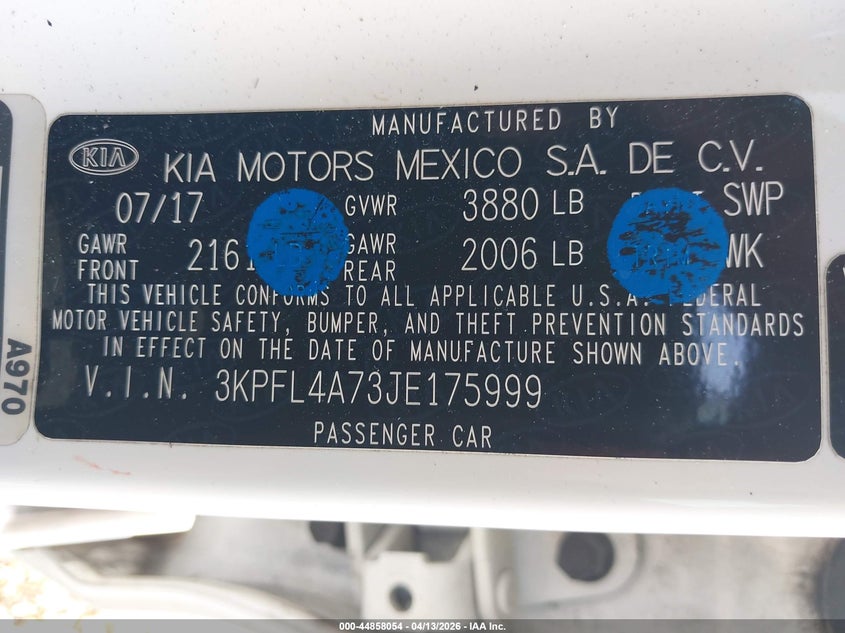 MANUFACTURED BY
KIA KIA MOTORS MEXICO S.A. DE C.V.
07/17 GVWR 3880 LB SWP
GAWR FRONT 2161 GAWR REAR 2006 LB WK
THIS VEHICLE CONFORMS TO ALL APPLICABLE U.S.A. FEDERAL
MOTOR VEHICLE SAFETY, BUMPER, AND THEFT PREVENTION STANDARDS
IN EFFECT ON THE DATE OF MANUFACTURE SHOWN ABOVE.
V.I.N. 3KPFL4A73JE175999
PASSENGER CAR
A970
000-44858054 - 04/13/2026 - IAA Inc.